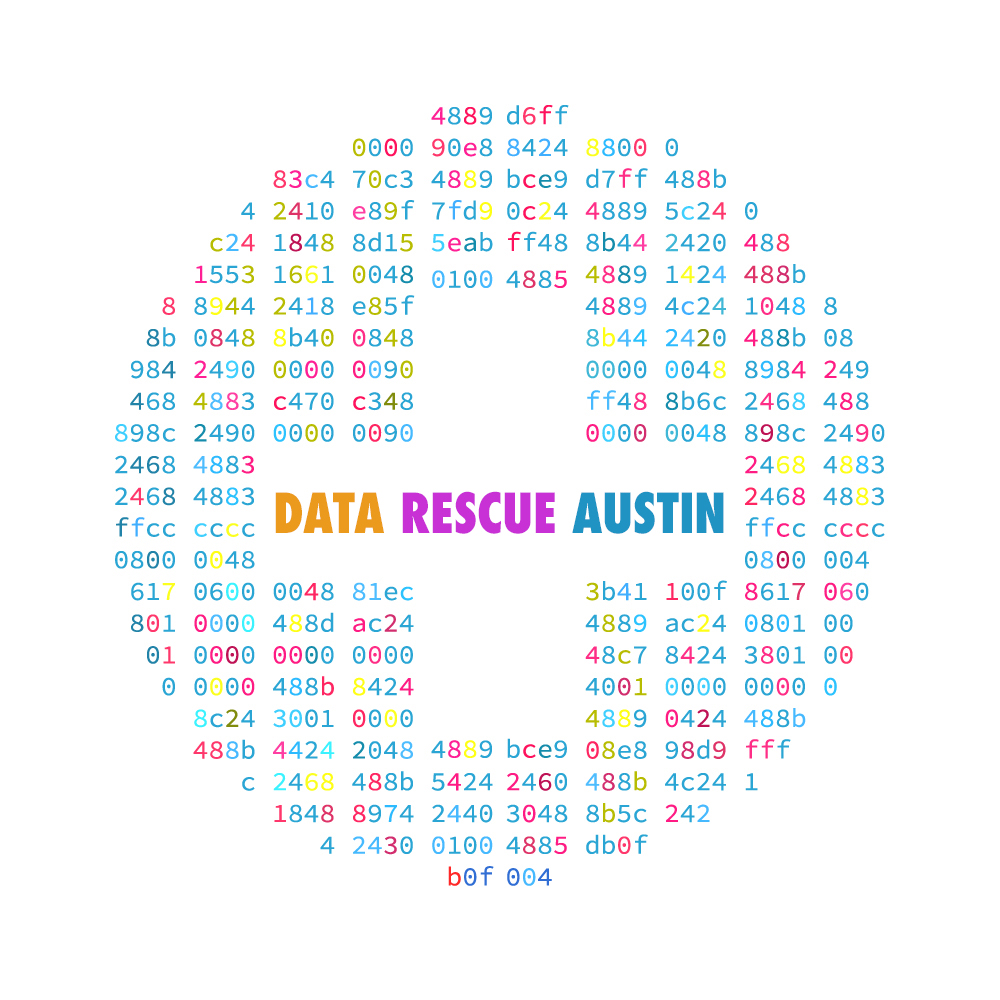 4889 d6ff
0000 90e8 8424 8800 0
83c4 70c3 4889 bce9 d7ff 488b
4 2410 e89f 7fd9 0c24 4889 5c24 0
c24 1848 8d15 5eab ff48 8b44 2420 488
1553 1661 0048 0100 4885 4889 1424 488b
8 8944 2418 e85f 4889 4c24 1048 8
8b 0848 8b40 0848 8b44 2420 488b 08
984 2490 0000 0090 0000 0048 8984 249
468 4883 c470 c348 ff48 8b6c 2468 488
898c 2490 0000 0090 0000 0048 898c 2490
2468 4883 2468 4883
2468 4883 2468 4883
DATA RESCUE AUSTIN
ffcc cccc ffcc cccc
0800 0048 0800 004
617 0600 0048 81ec 3b41 100f 8617 060
801 0000 488d ac24 4889 ac24 0801 00
01 0000 0000 0000 48c7 8424 3801 00
0 0000 488b 8424 4001 0000 0000 0
8c24 3001 0000 4889 0424 488b
488b 4424 2048 4889 bce9 08e8 98d9 fff
c 2468 488b 5424 2460 488b 4c24 1
1848 8974 2440 3048 8b5c 242
4 2430 0100 4885 db0f
b0f 004